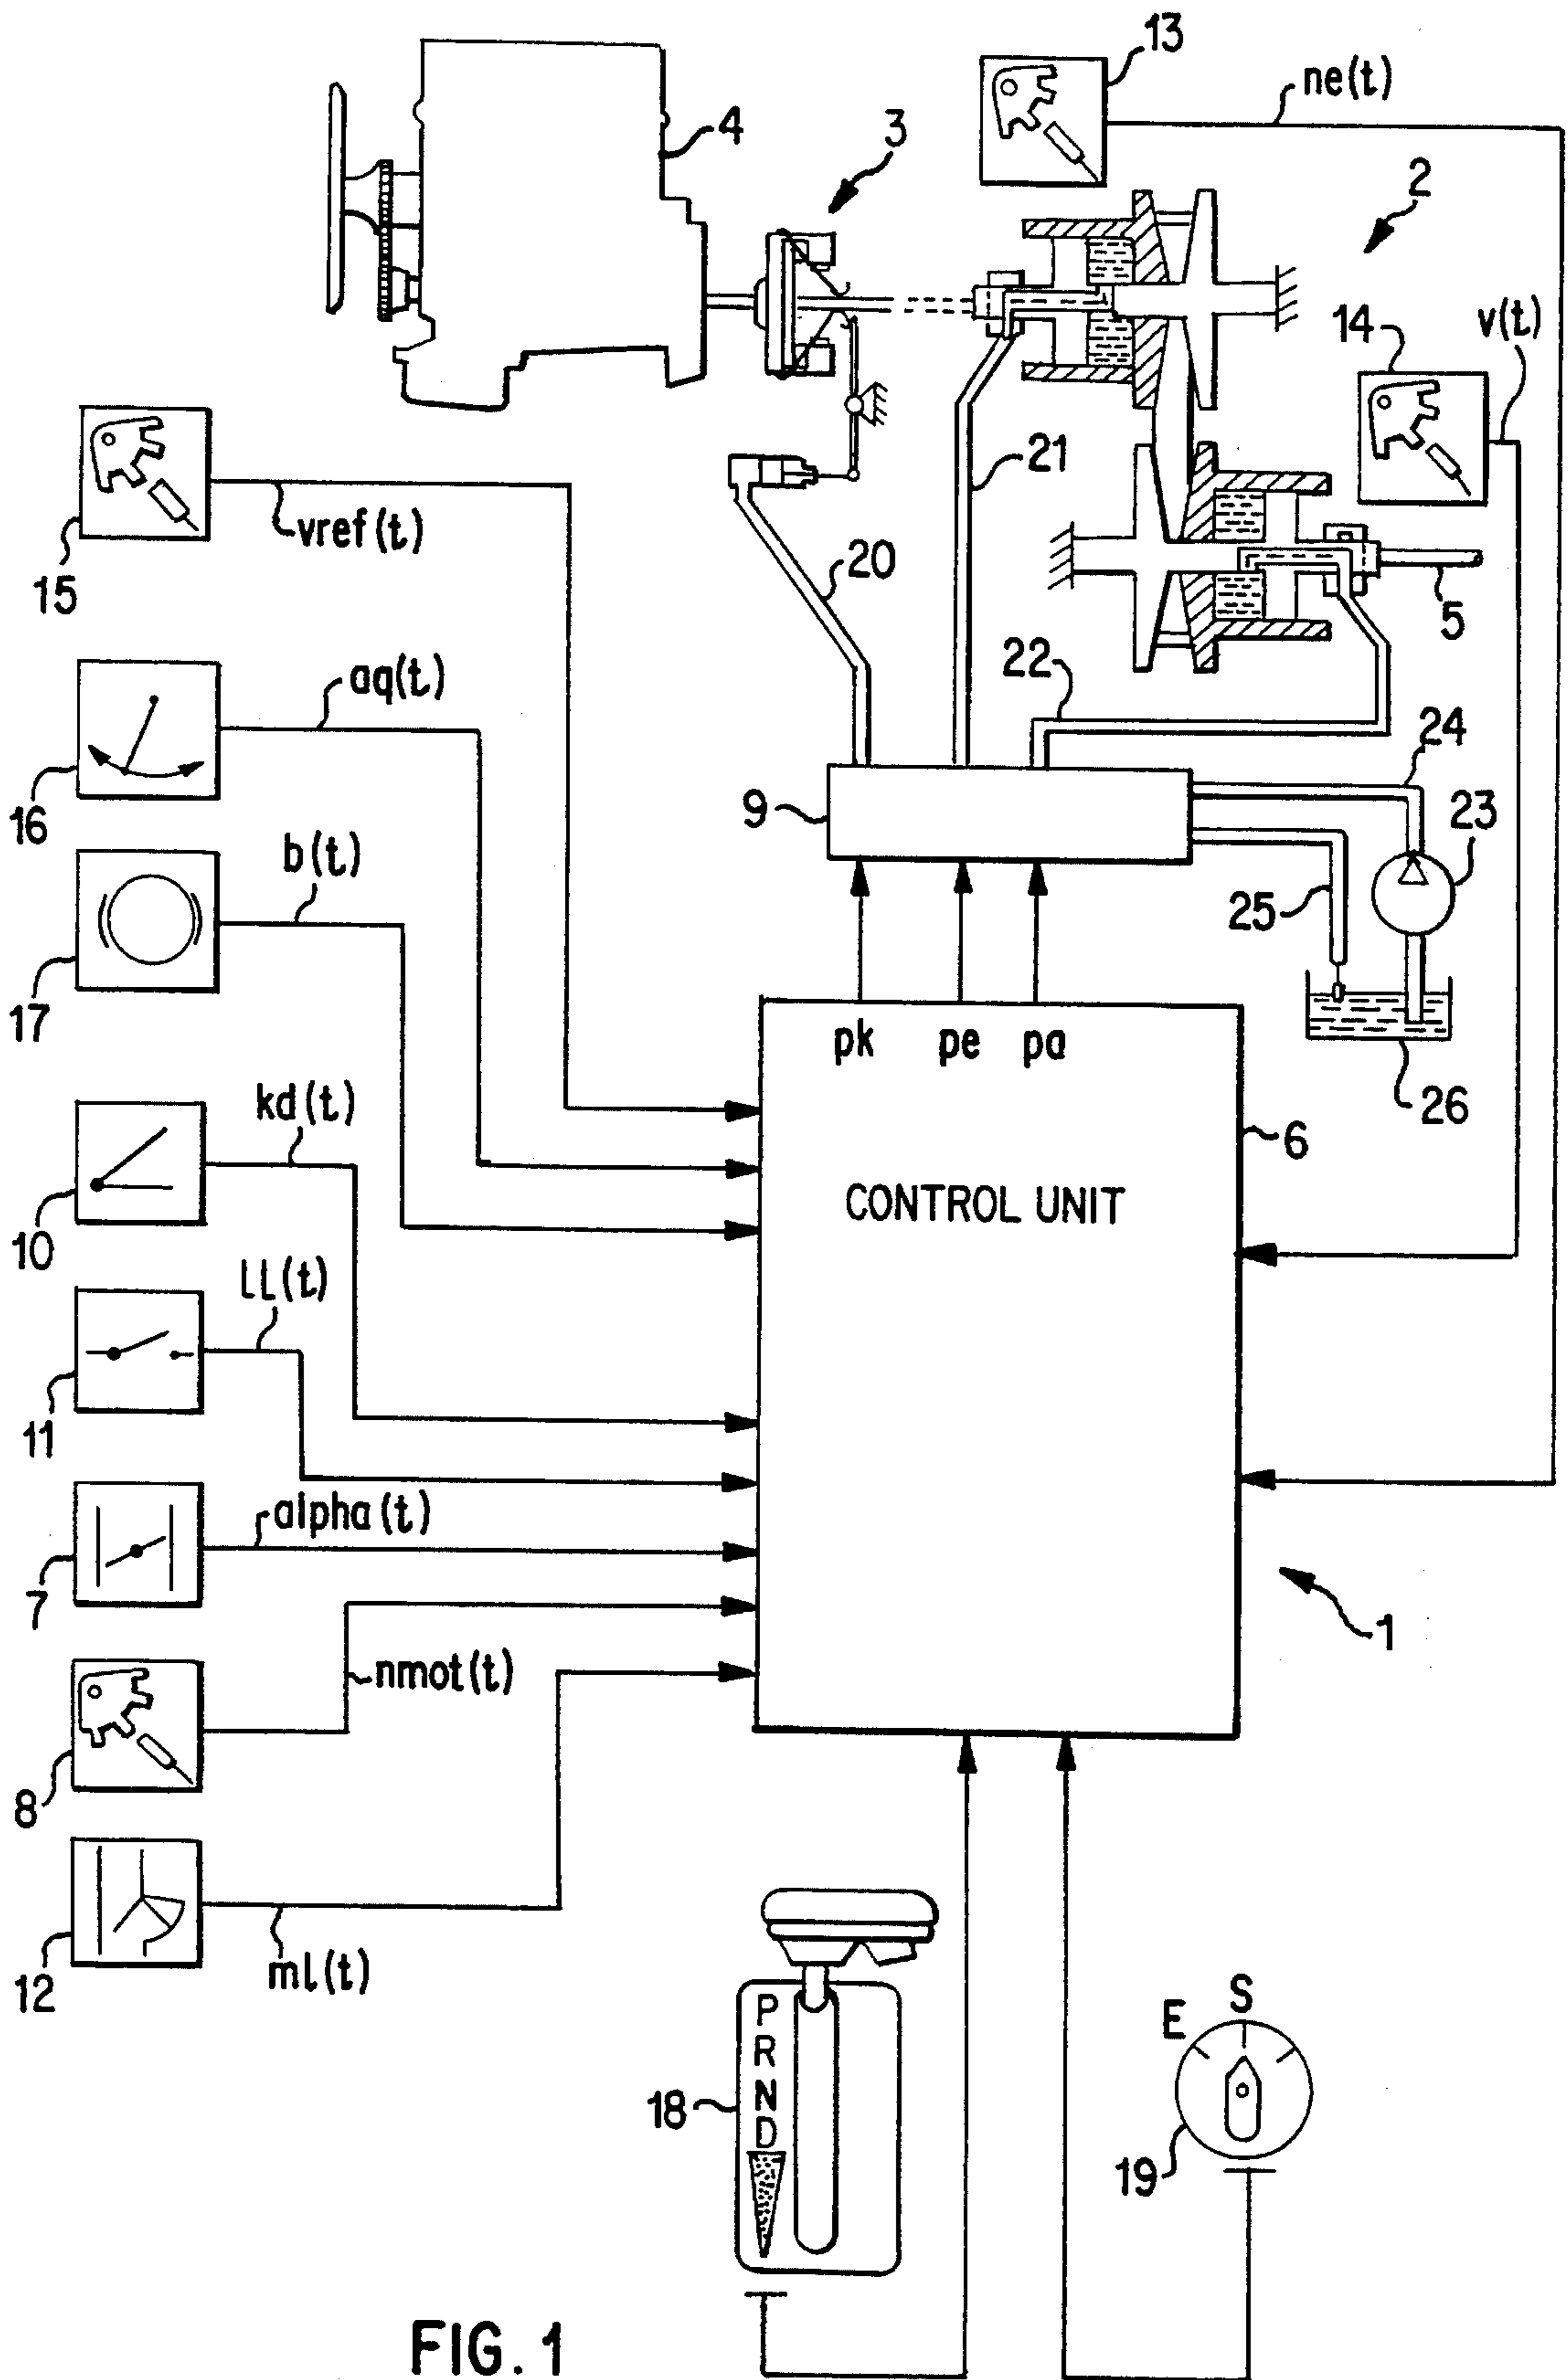 13
ne(t)
4
3
2
14
v(t)
21
vref(t)
15
20
5
aq(t)
22
24
16
9
23
b(t)
25
17
pk pe pa
26
kd(t)
6
CONTROL UNIT
10
LL(t)
11
alpha(t)
7
1
nmot(t)
8
12
ml(t)
P
R
N
D
18
E S
19
FIG. 1